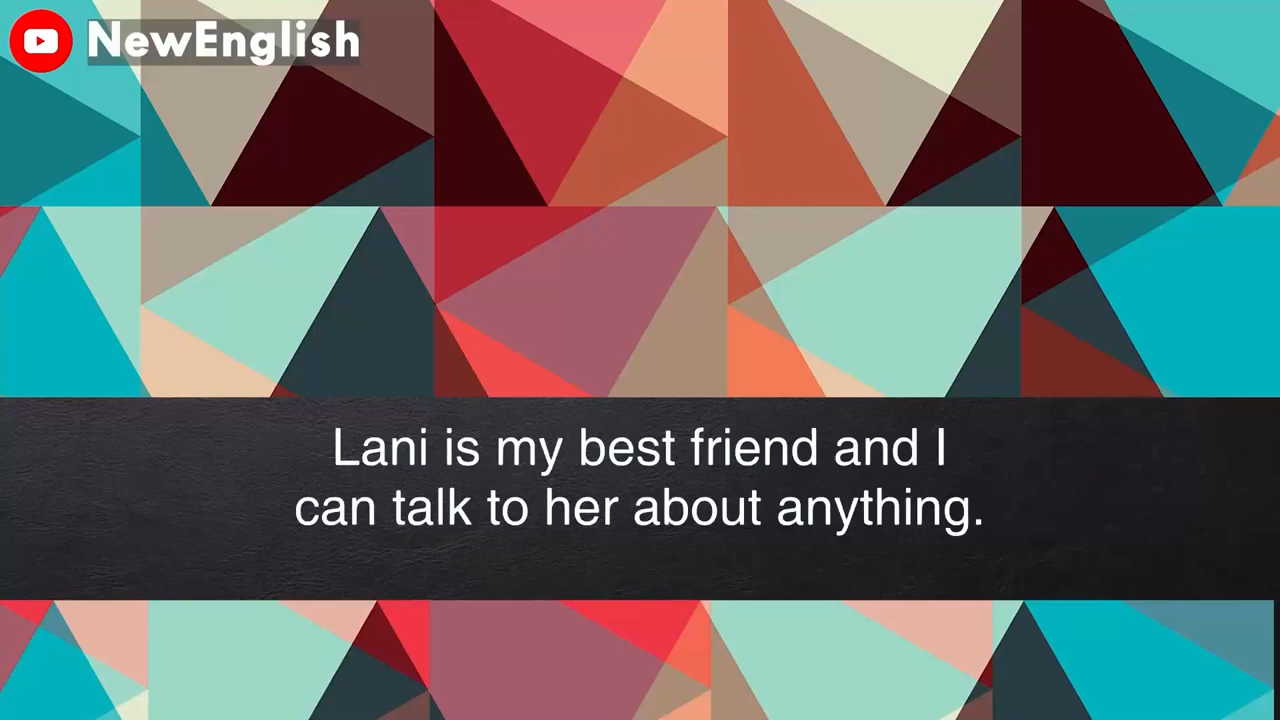 NewEnglish
Lani is my best friend and I
can talk to her about anything.